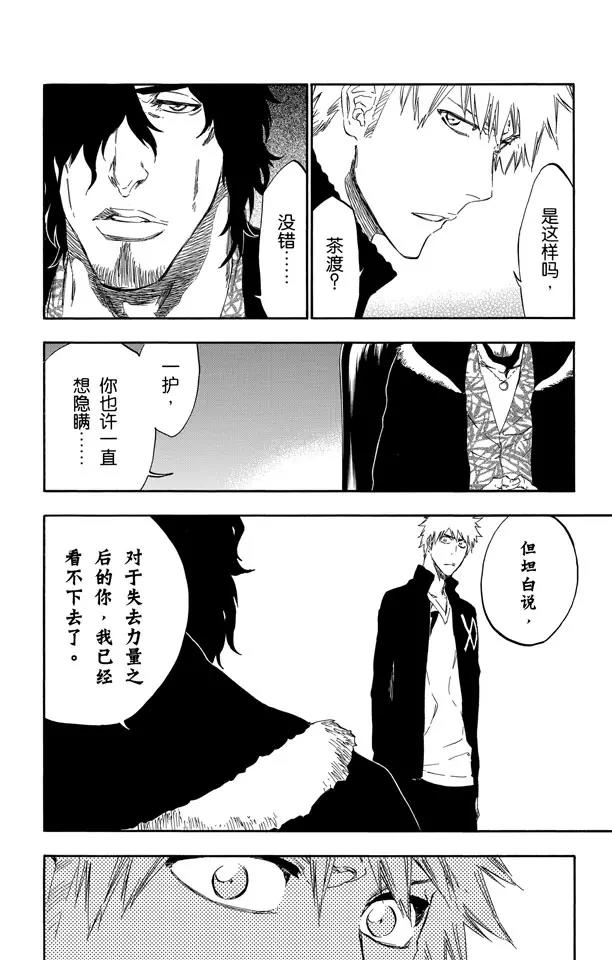 是这样吗，
茶渡？
没错……
一护，
你也许一直
想隐瞒……
但坦白说，
对于失去力量之
后的你，我已经
看不下去了。